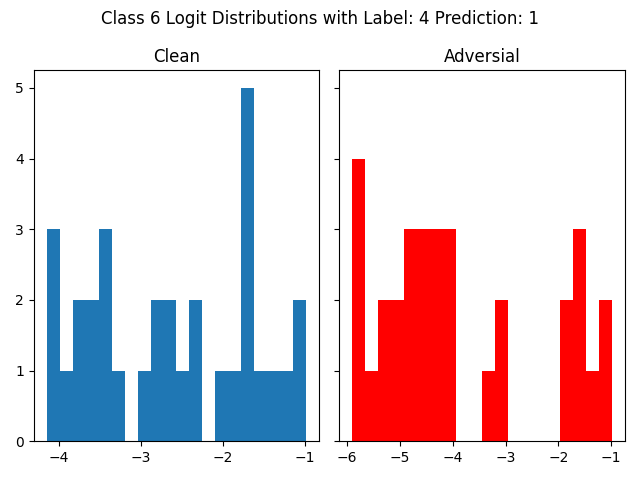 Class 6 Logit Distributions with Label: 4 Prediction: 1
Clean
Adversial
5
4
3
2
1
0
−4 −3 −2 −1
−6 −5 −4 −3 −2 −1